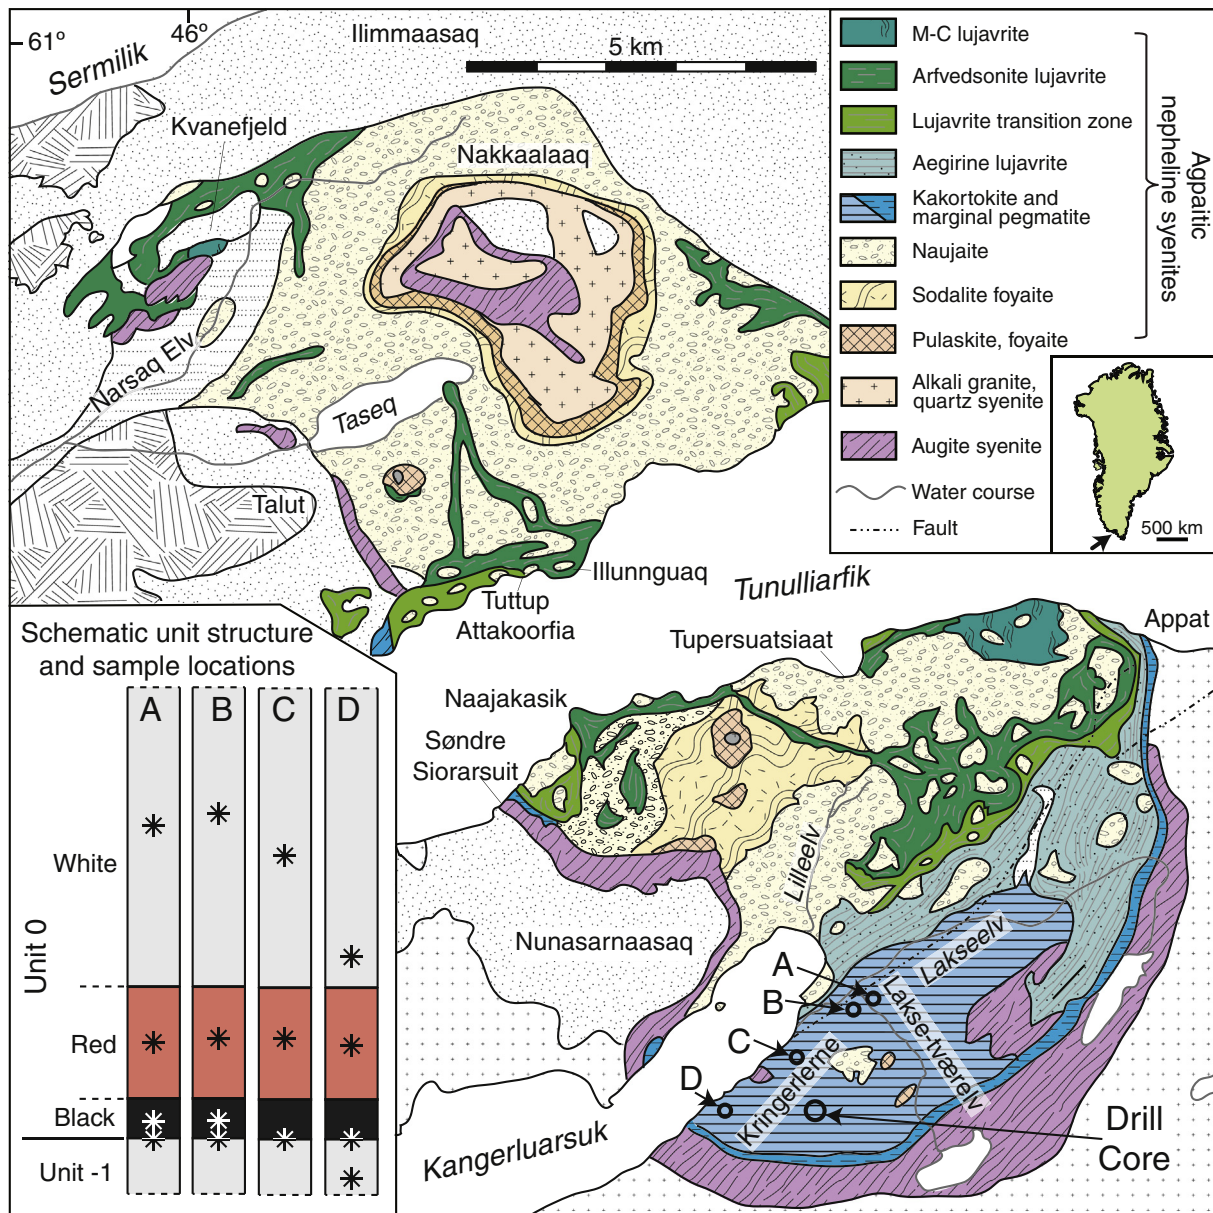 61º
46º
Ilimmaasaq
5 km
Sermilik
Kvanefjeld
Nakkaalaaq
Narsaq Elv
Taseq
Talut
Illunnguaq
Tuttup
Attakoorfia
Tunulliarfik
Appat
Tupersuatsiaat
Naajakasik
Søndre
Siorarsuit
Lilleelv
Nunasarnaasaq
Lakseelv
Lakse-tværelv
Kringerlerne
A
B
C
D
Kangerluarsuk
Drill
Core
M-C lujavrite
Arfvedsonite lujavrite
Lujavrite transition zone
Aegirine lujavrite
Kakortokite and
marginal pegmatite
Naujaite
Sodalite foyaite
Pulaskite, foyaite
Alkali granite,
quartz syenite
Augite syenite
Water course
Fault
Agpaitic
nepheline syenites
500 km
Schematic unit structure
and sample locations
A B C D
White
Unit 0
Red
Black
Unit -1